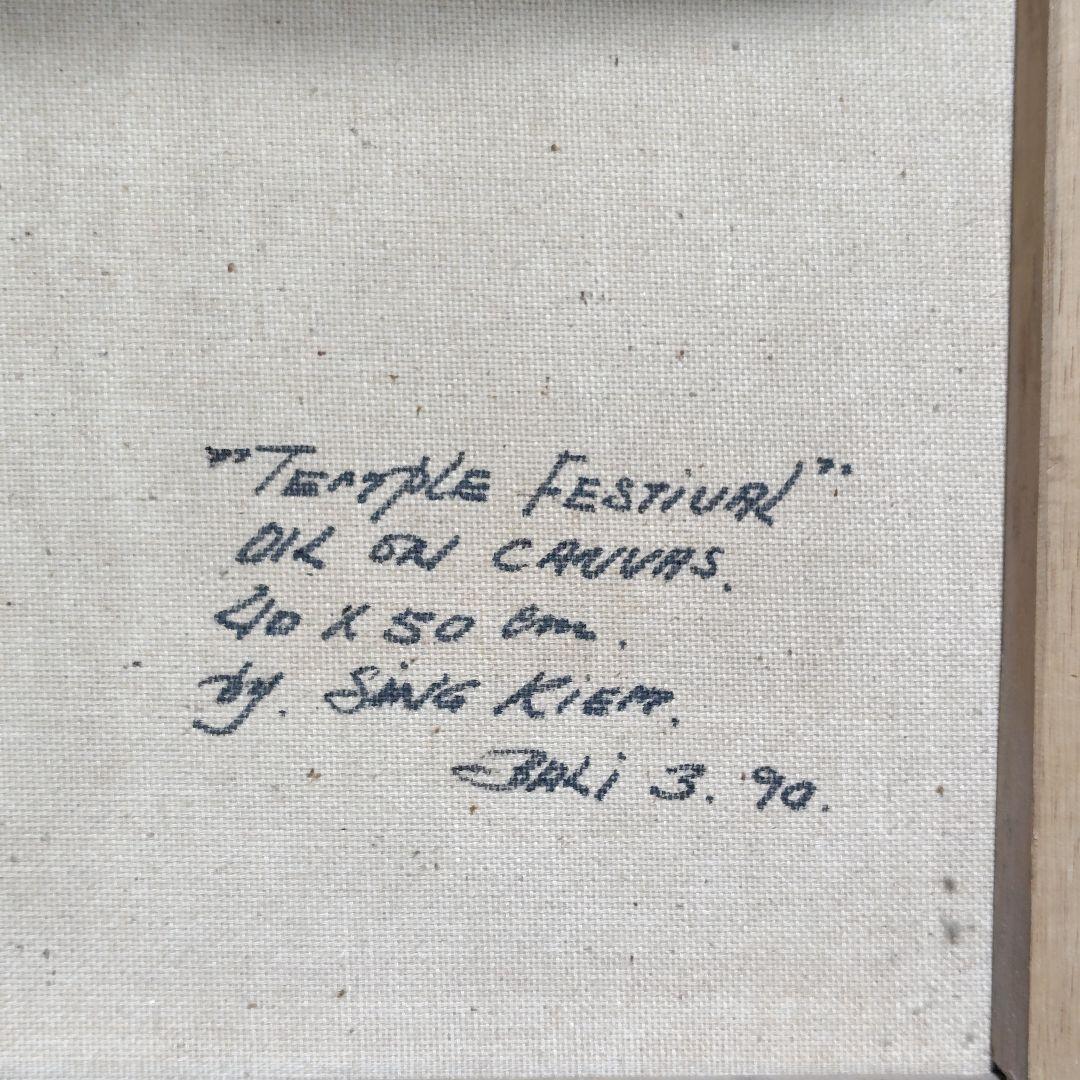 "TEMPLE FESTIVAL"
OIL ON CANVAS.
40 X 50 cm.
by. SING KIEM.
BALI 3. '90.